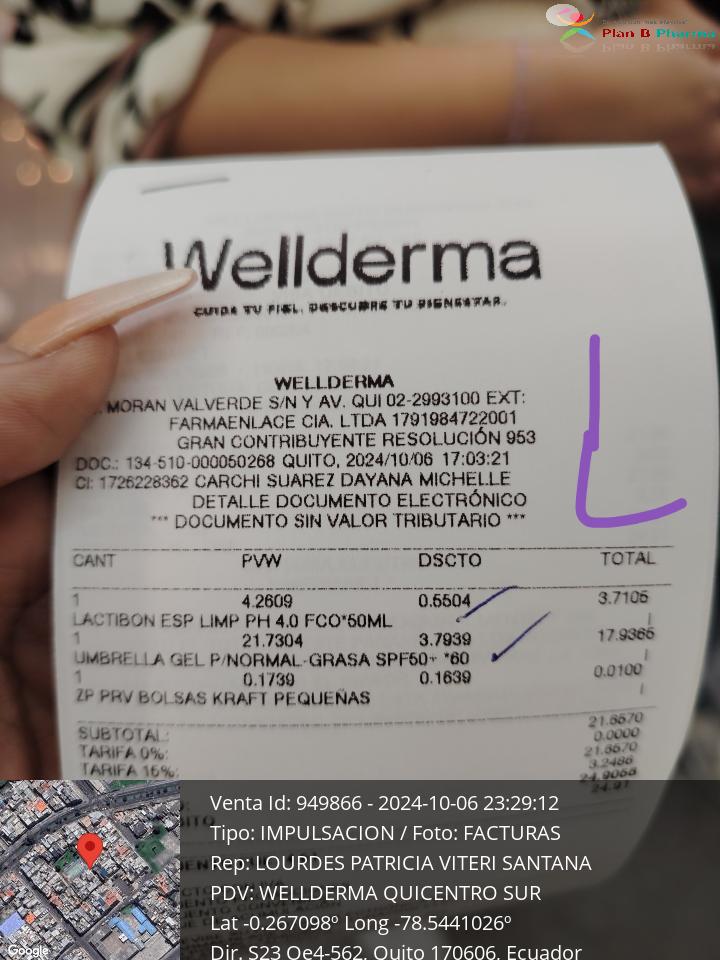 Plan B Pharma
Wellderma
CUIDA TU PIEL. DESCUBRE TU BIENESTAR.
WELLDERMA
MORAN VALVERDE S/N Y AV. QUI 02-2993100 EXT:
FARMAENLACE CIA. LTDA 1791984722001
GRAN CONTRIBUYENTE RESOLUCIÓN 953
DOC.: 134-510-000050268 QUITO, 2024/10/06 17:03:21
CI: 1726228362 CARCHI SUAREZ DAYANA MICHELLE
DETALLE DOCUMENTO ELECTRÓNICO
*** DOCUMENTO SIN VALOR TRIBUTARIO ***
CANT PVW DSCTO TOTAL
1 4.2609 0.5504 3.7105
LACTIBON ESP LIMP PH 4.0 FCO*50ML I
1 21.7304 3.7939 17.9365
UMBRELLA GEL P/NORMAL-GRASA SPF50+ *60 I
1 0.1739 0.1639 0.0100
ZP PRV BOLSAS KRAFT PEQUEÑAS I
SUBTOTAL: 21.6570
TARIFA 0%: 0.0000
TARIFA 15%: 21.6570
3.2486
24.9056
24.91
Venta Id: 949866 - 2024-10-06 23:29:12
Tipo: IMPULSACION / Foto: FACTURAS
Rep: LOURDES PATRICIA VITERI SANTANA
PDV: WELLDERMA QUICENTRO SUR
Lat -0.267098º Long -78.5441026º
Dir. S23 Oe4-562, Quito 170606, Ecuador
Google